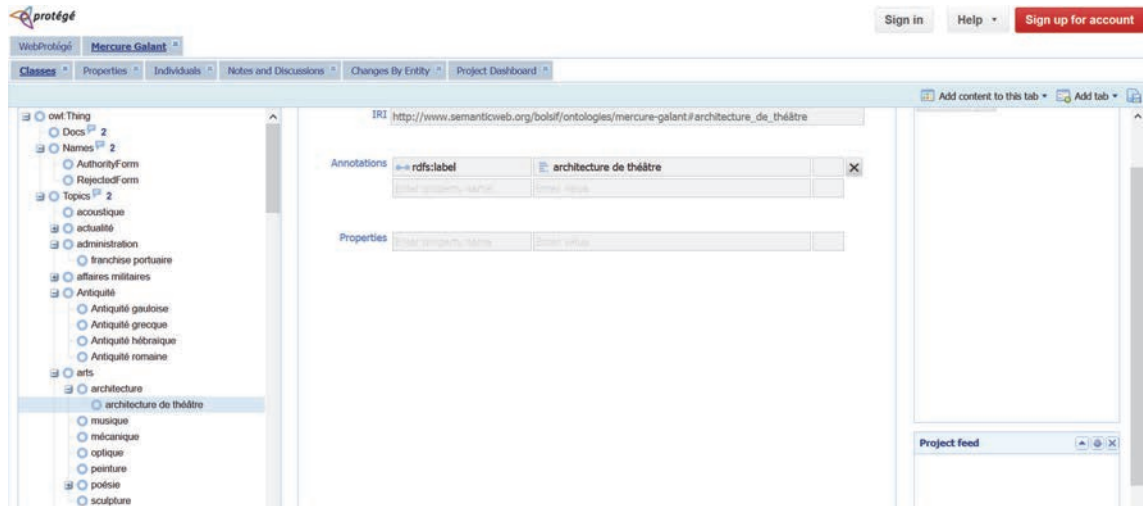 protégé
Sign in Help Sign up for account
WebProtégé Mercure Galant
Classes Properties Individuals Notes and Discussions Changes By Entity Project Dashboard
Add content to this tab Add tab
owl:Thing
Docs 2
Names 2
AuthorityForm
RejectedForm
Topics 2
acoustique
actualité
administration
franchise portuaire
affaires militaires
Antiquité
Antiquité gauloise
Antiquité grecque
Antiquité hébraïque
Antiquité romaine
arts
architecture
architecture de théâtre
musique
mécanique
optique
peinture
poésie
sculpture
IRI http://www.semanticweb.org/bolsif/ontologies/mercure-galant#architecture_de_théâtre
Annotations rdfs:label architecture de théâtre
Enter property name Enter value
Properties Enter property name Enter value
Project feed